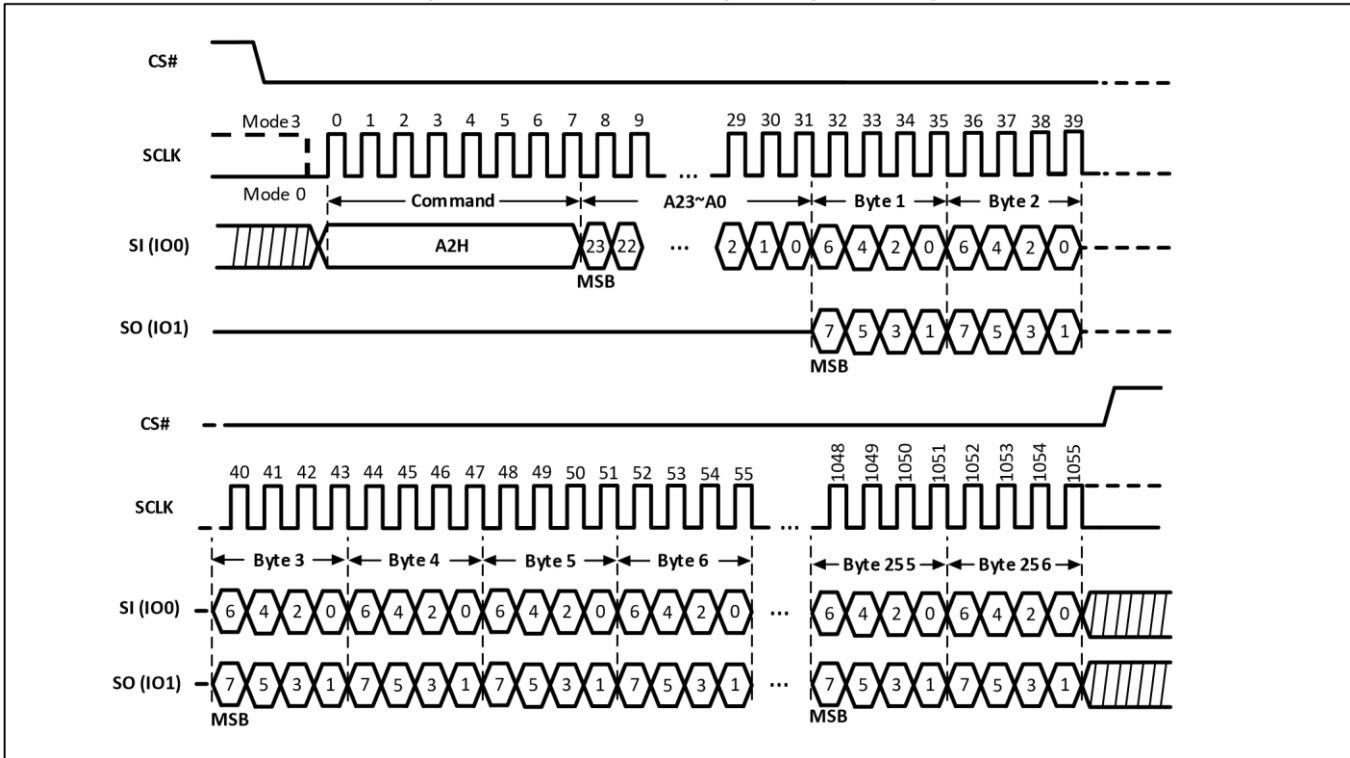 CS#
Mode 3 0 1 2 3 4 5 6 7 8 9 29 30 31 32 33 34 35 36 37 38 39
SCLK ...
Mode 0 Command A23~A0 Byte 1 Byte 2
SI (IO0) A2H 23 22 ... 2 1 0 6 4 2 0 6 4 2 0
MSB
SO (IO1) 7 5 3 1 7 5 3 1
MSB
CS#
40 41 42 43 44 45 46 47 48 49 50 51 52 53 54 55 1048 1049 1050 1051 1052 1053 1054 1055
SCLK ...
Byte 3 Byte 4 Byte 5 Byte 6 Byte 255 Byte 256
SI (IO0) 6 4 2 0 6 4 2 0 6 4 2 0 6 4 2 0 ... 6 4 2 0 6 4 2 0
SO (IO1) 7 5 3 1 7 5 3 1 7 5 3 1 7 5 3 1 ... 7 5 3 1 7 5 3 1
MSB MSB